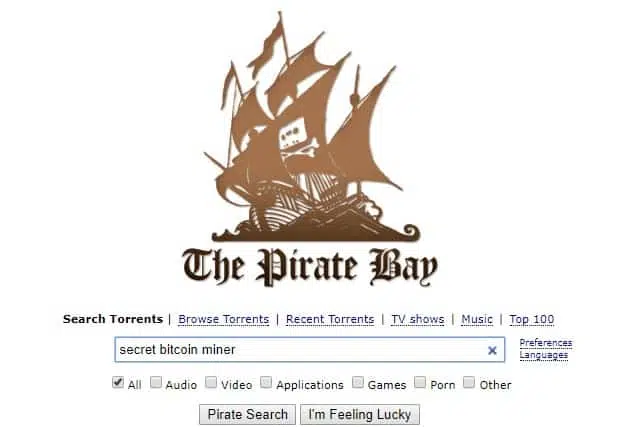 The Pirate Bay
Search Torrents | Browse Torrents | Recent Torrents | TV shows | Music | Top 100
secret bitcoin miner
Preferences
Languages
All Audio Video Applications Games Porn Other
Pirate Search I'm Feeling Lucky